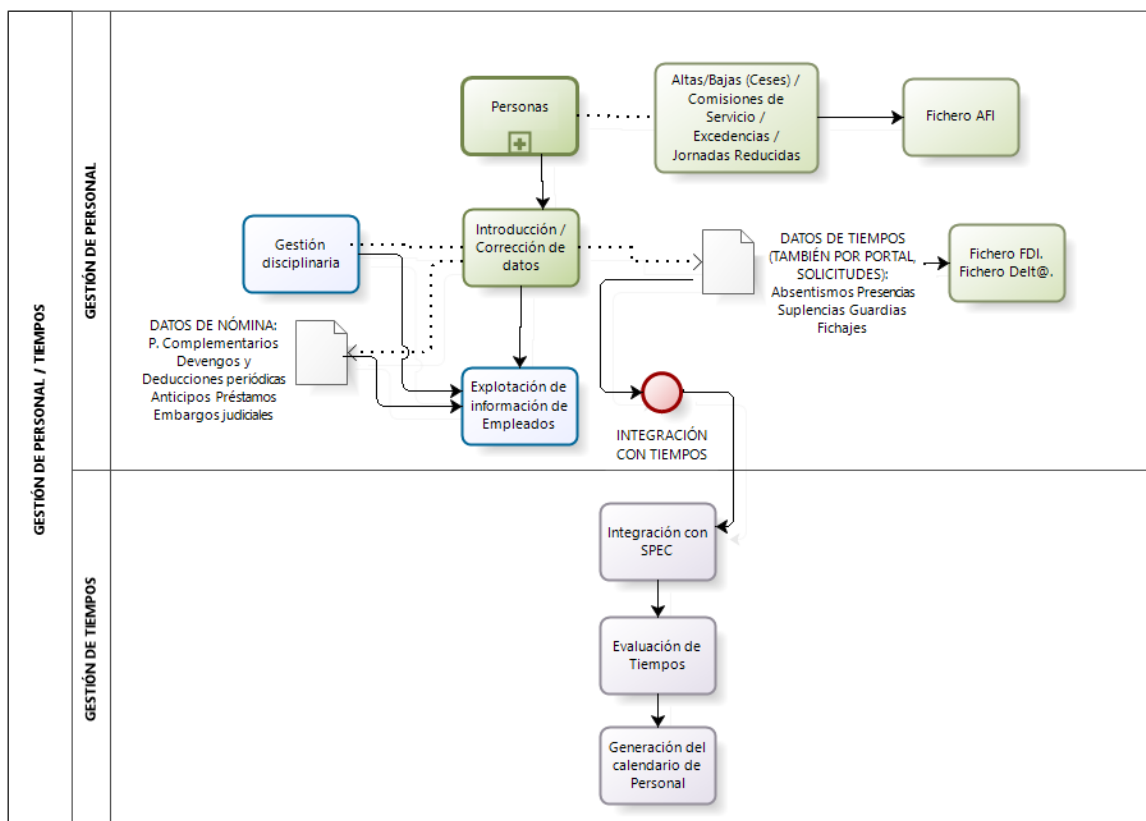 GESTIÓN DE PERSONAL / TIEMPOS
GESTIÓN DE PERSONAL
Personas
Altas/Bajas (Ceses) /
Comisiones de
Servicio /
Excedencias /
Jornadas Reducidas
Fichero AFI
Gestión
disciplinaria
Introducción /
Corrección de
datos
DATOS DE TIEMPOS
(TAMBIÉN POR PORTAL,
SOLICITUDES):
Absentismos Presencias
Suplencias Guardias
Fichajes
Fichero FDI.
Fichero Delt@.
DATOS DE NÓMINA:
P. Complementarios
Devengos y
Deducciones periódicas
Anticipos Préstamos
Embargos judiciales
Explotación de
información de
Empleados
INTEGRACIÓN
CON TIEMPOS
GESTIÓN DE TIEMPOS
Integración con
SPEC
Evaluación de
Tiempos
Generación del
calendario de
Personal